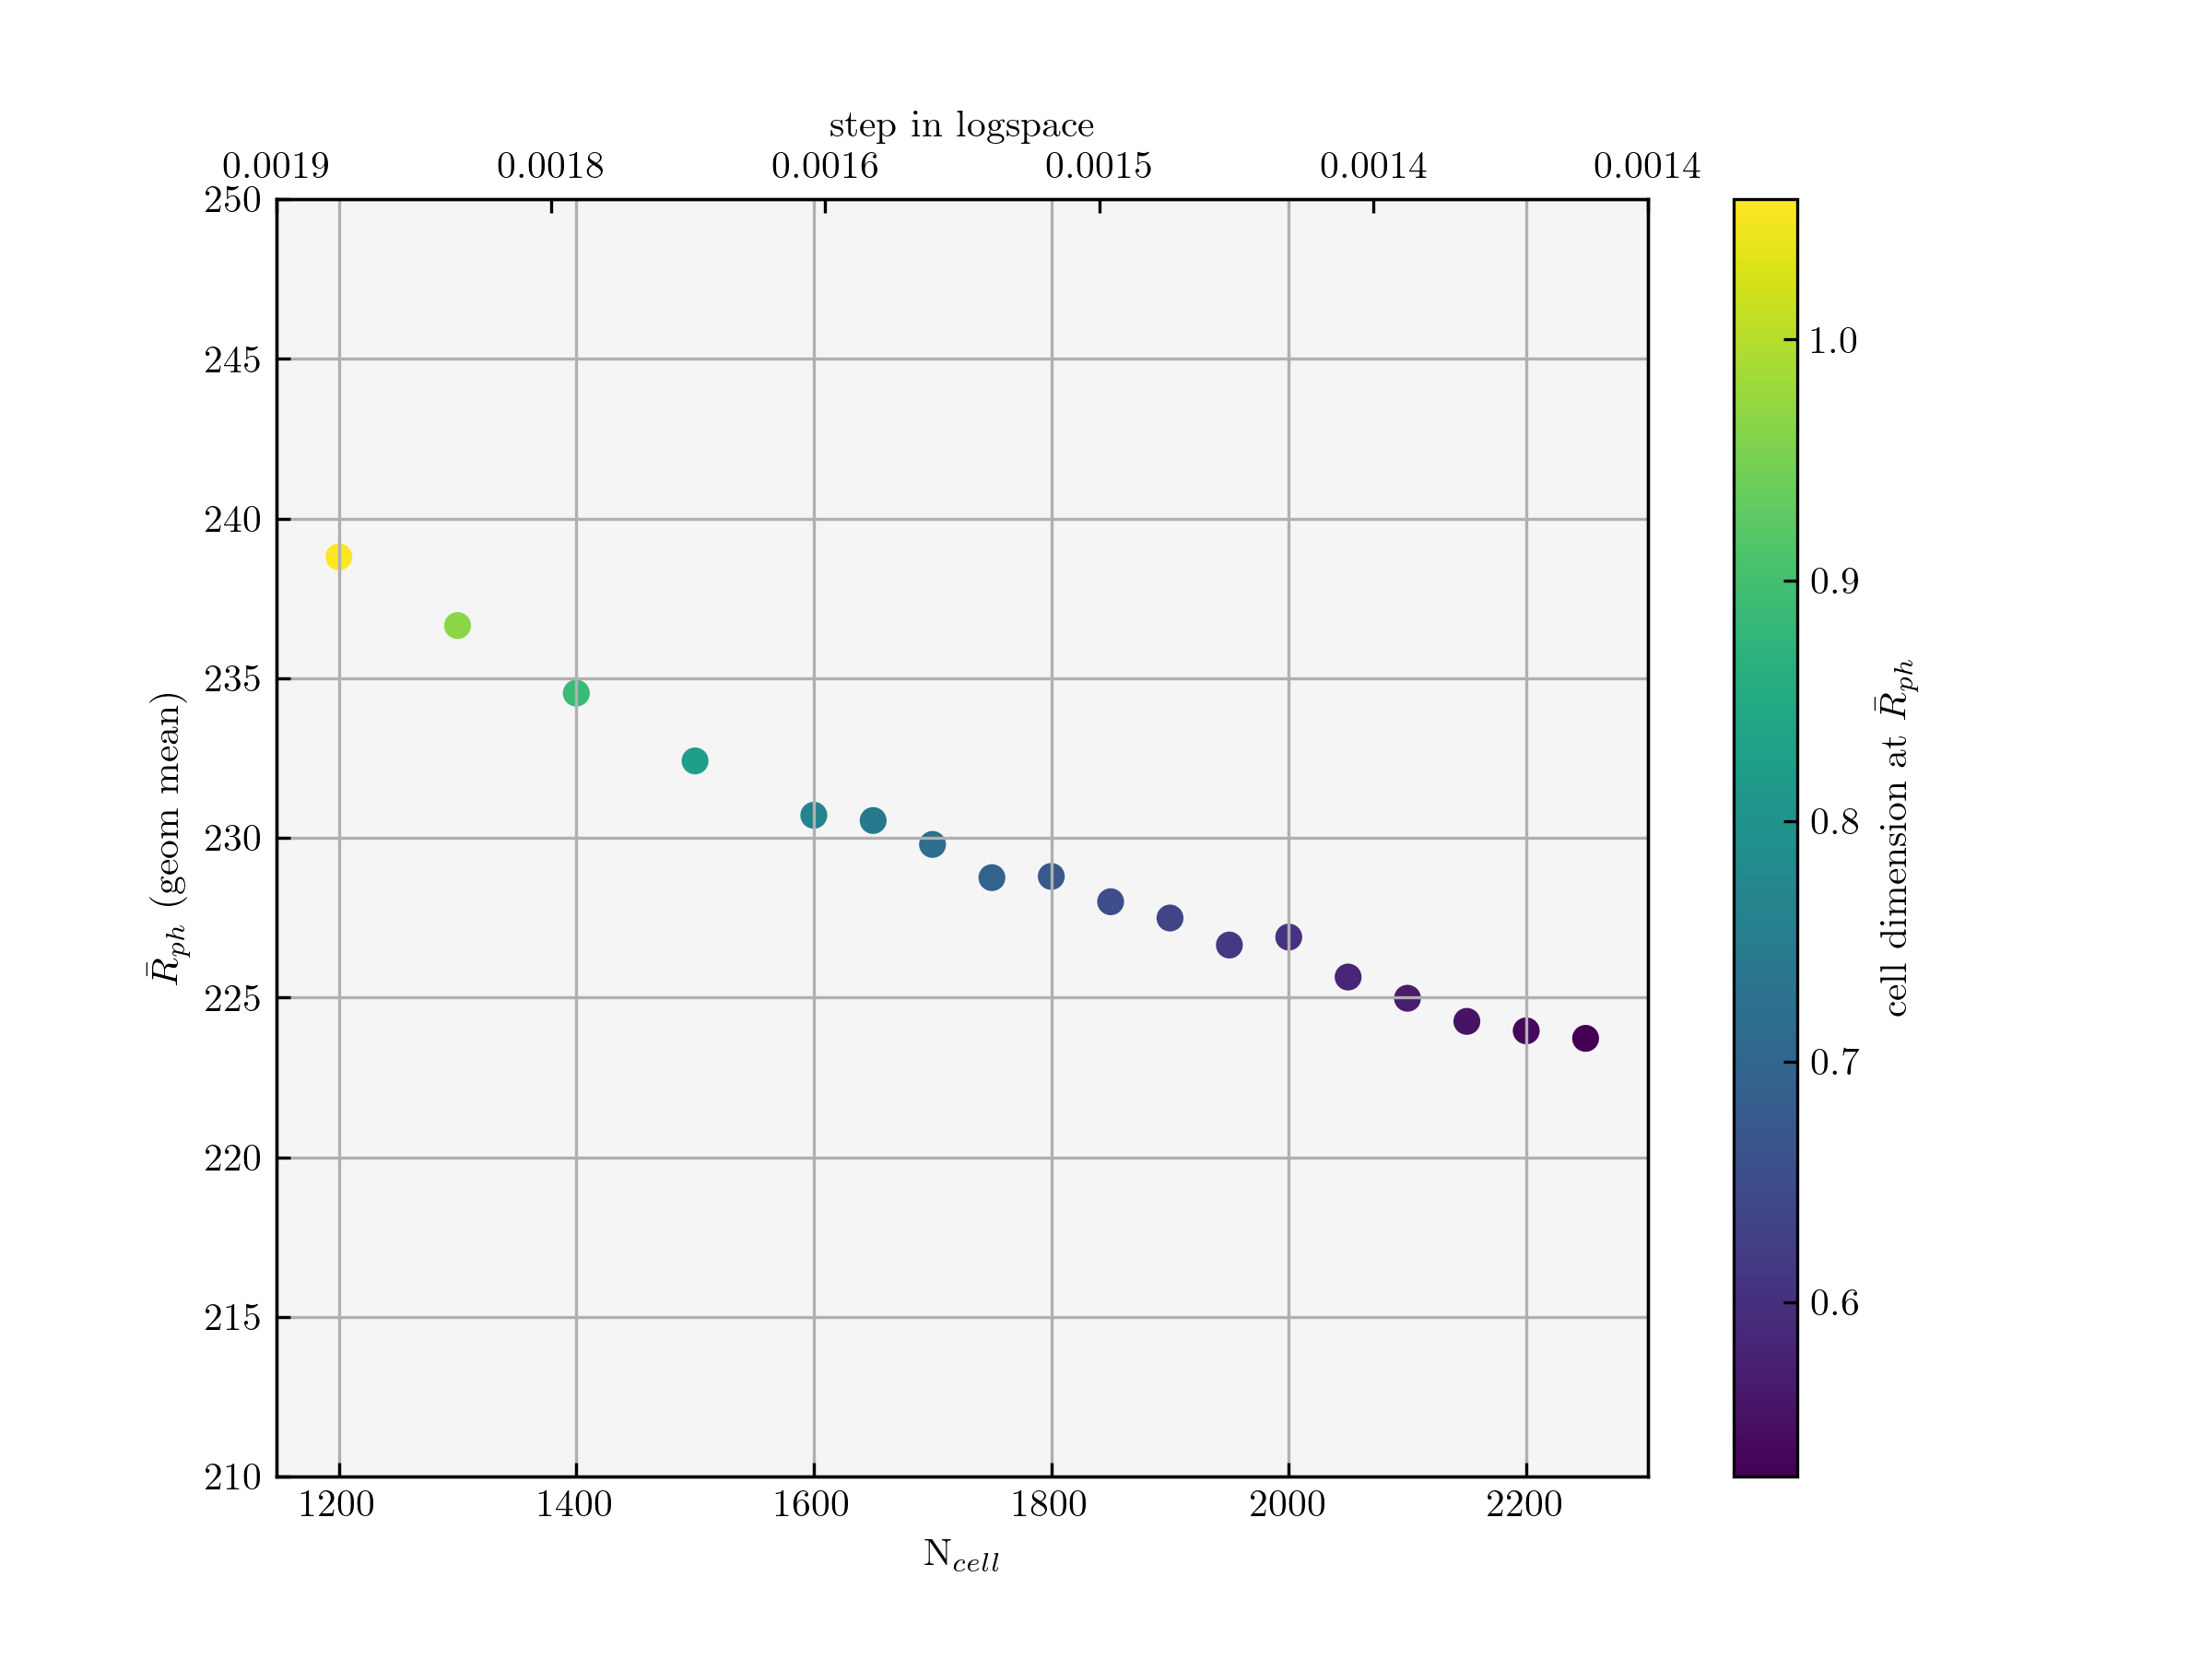 step in logspace
0.0019 0.0018 0.0016 0.0015 0.0014 0.0014
250
245
240
235
230
225
220
215
210
R̄ph (geom mean)
1200 1400 1600 1800 2000 2200
Ncell
1.0
0.9
0.8
0.7
0.6
cell dimension at R̄ph